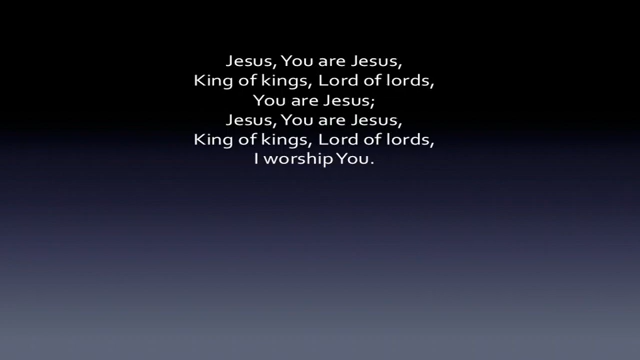 Jesus, You are Jesus,
King of kings, Lord of lords,
You are Jesus;
Jesus, You are Jesus,
King of kings, Lord of lords,
I worship You.